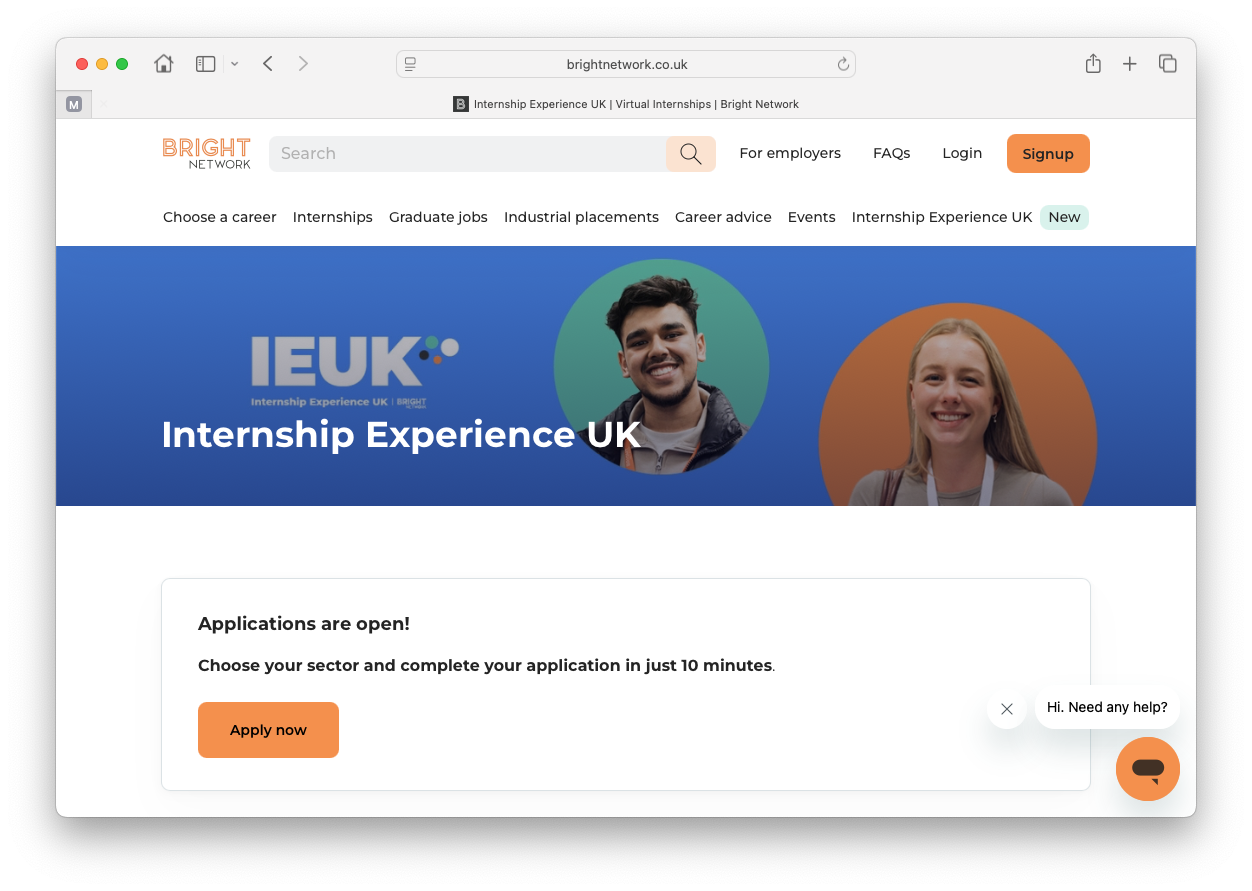 brightnetwork.co.uk
M
B Internship Experience UK | Virtual Internships | Bright Network
BRIGHT
NETWORK
Search
For employers
FAQs
Login
Signup
Choose a career
Internships
Graduate jobs
Industrial placements
Career advice
Events
Internship Experience UK
New
IEUK
Internship Experience UK | BRIGHT
NETWORK
Internship Experience UK
Applications are open!
Choose your sector and complete your application in just 10 minutes.
Apply now
Hi. Need any help?